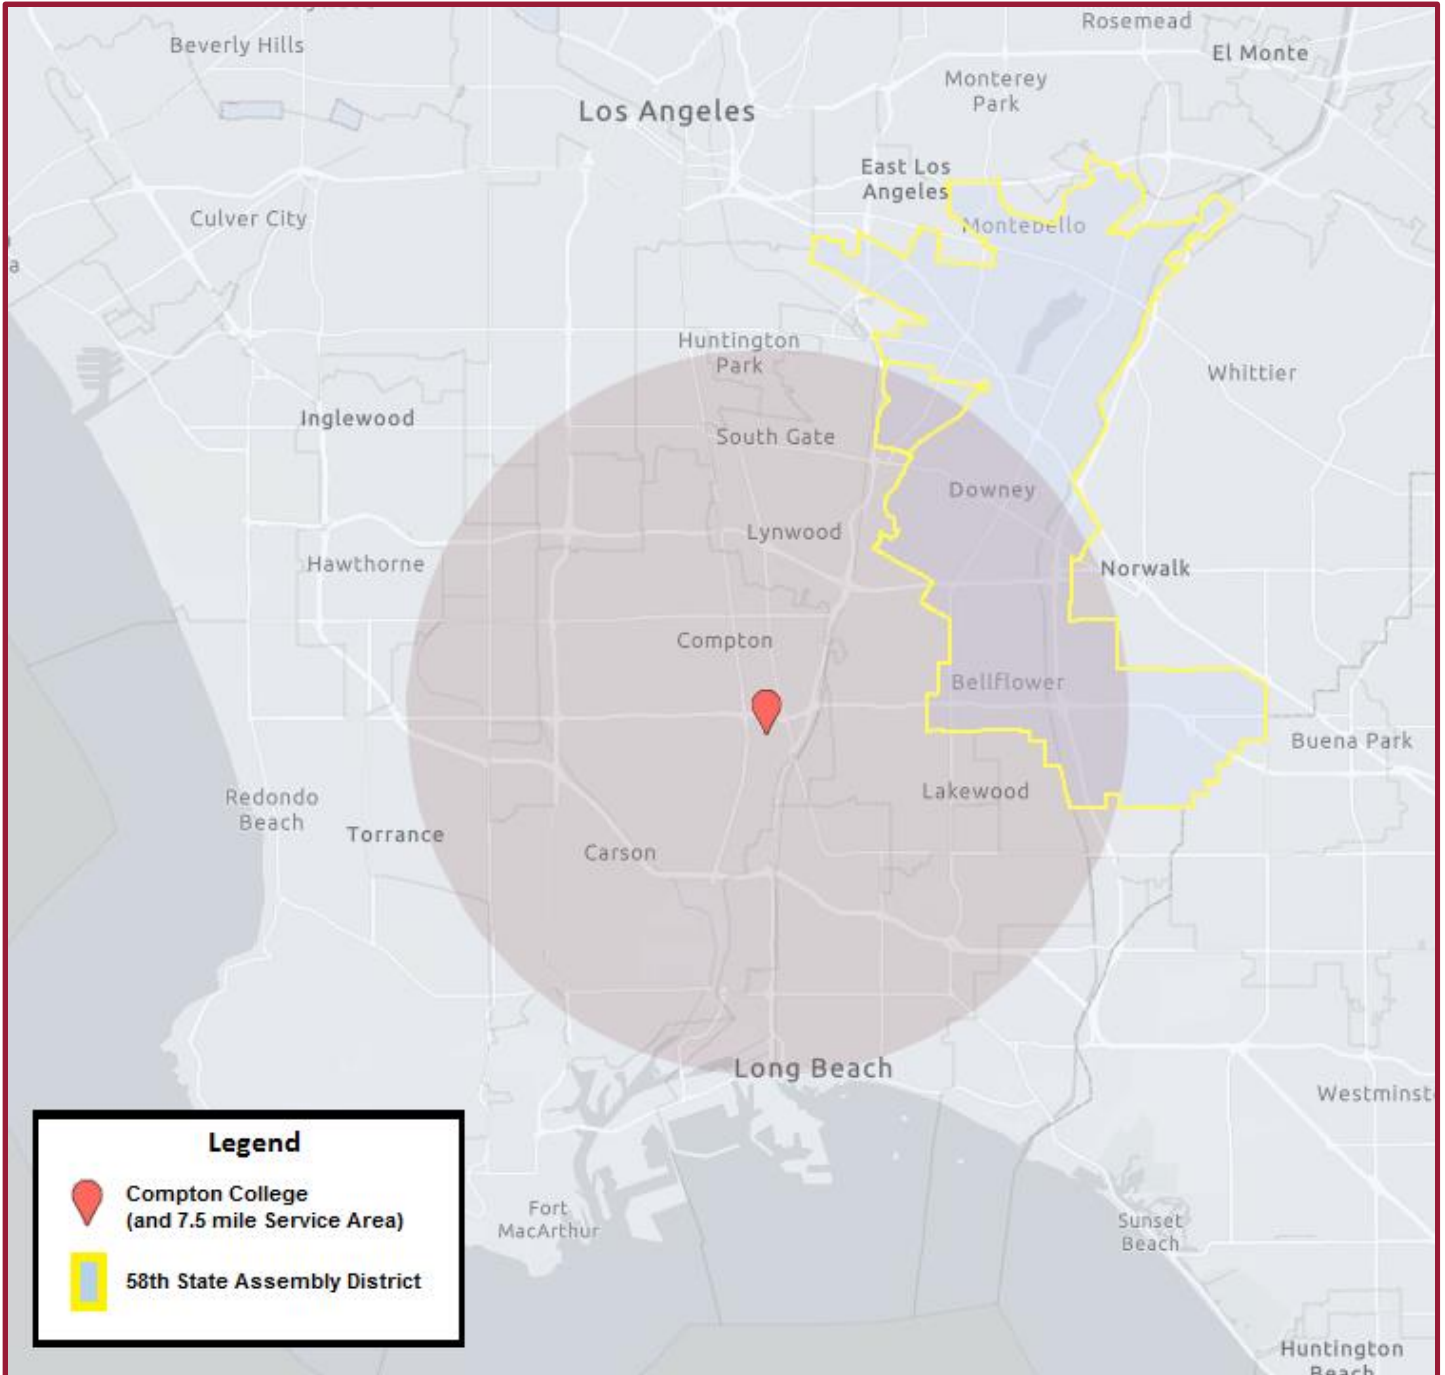 Rosemead
Beverly Hills
El Monte
Monterey
Park
Los Angeles
East Los
Angeles
Culver City
Montebello
a
Huntington
Park
Whittier
Inglewood
South Gate
Downey
Lynwood
Hawthorne
Norwalk
Compton
Bellflower
Buena Park
Redondo
Beach
Lakewood
Torrance
Carson
Long Beach
Westminst
Legend
Compton College
(and 7.5 mile Service Area)
58th State Assembly District
Fort
MacArthur
Sunset
Beach
Huntington
Beach